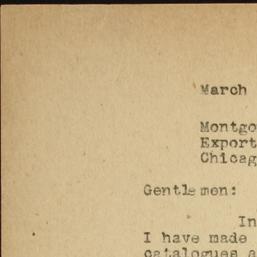 March
Montgo
Export
Chicag
Gentlemen:
In
I have made
catalogues a